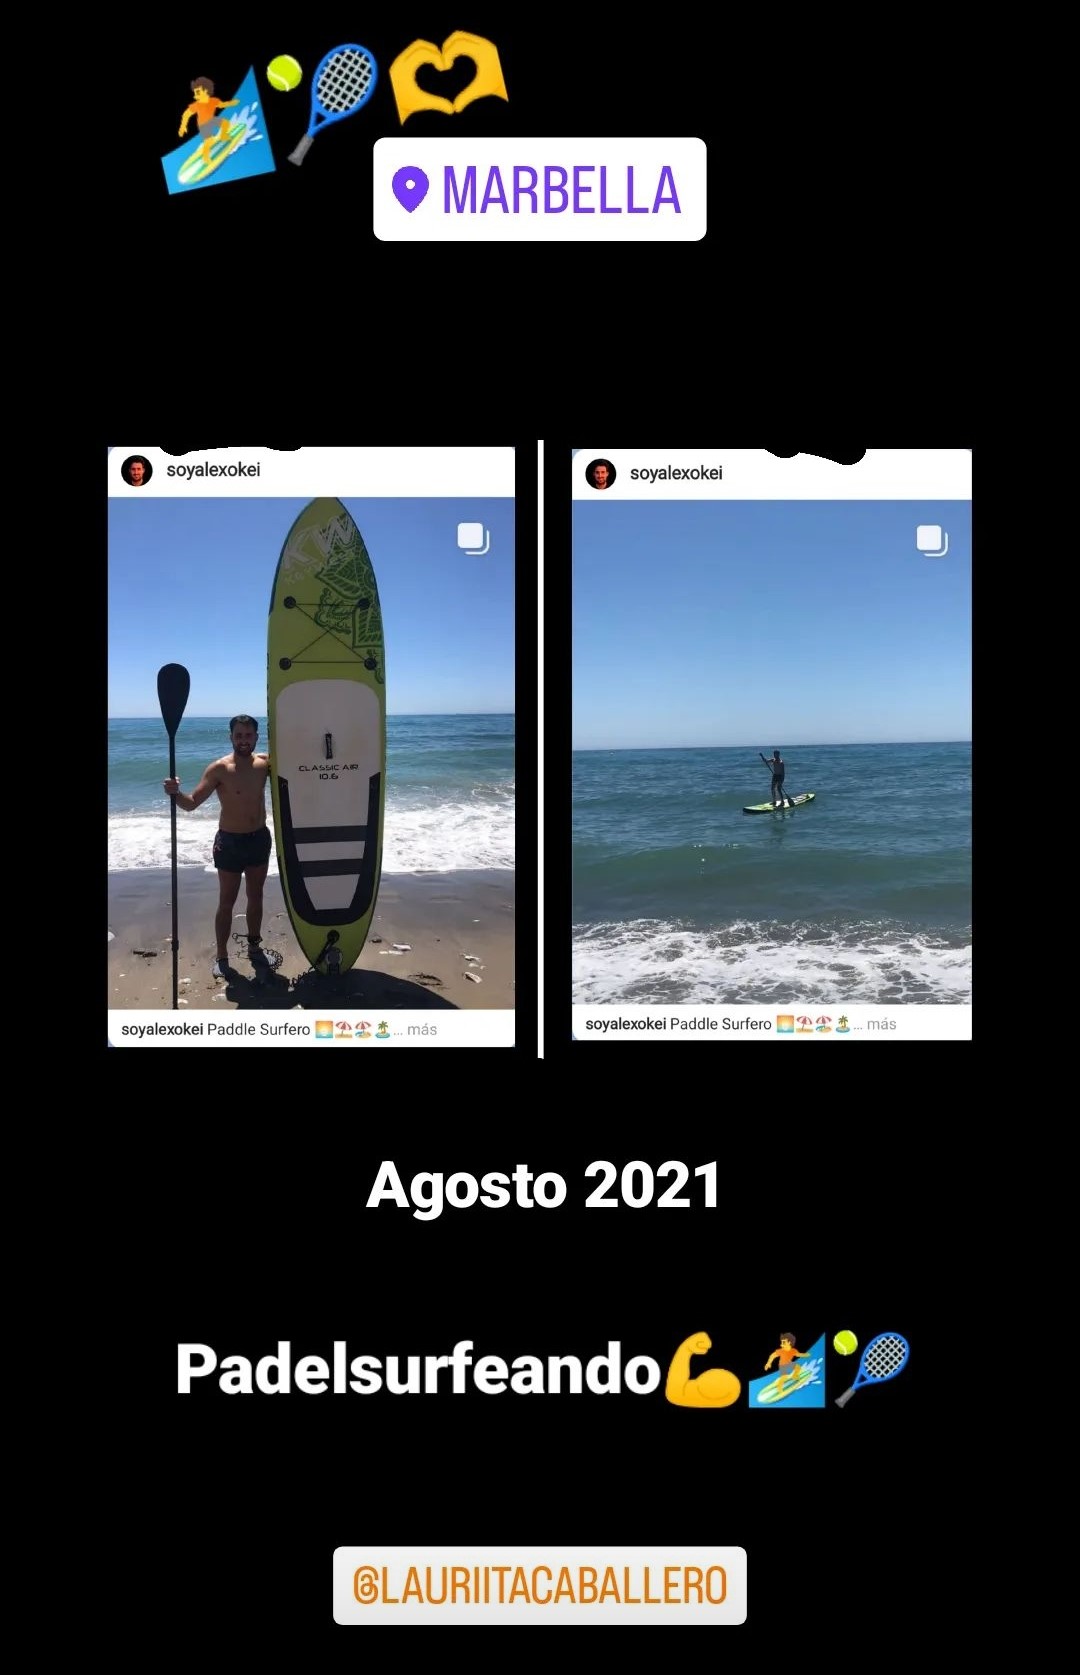 MARBELLA
soyalexokei
KW
CLASSIC AIR
10.6
soyalexokei Paddle Surfero 🌅⛱️🏖️🏝️... más
soyalexokei
soyalexokei Paddle Surfero 🌅⛱️🏖️🏝️... más
Agosto 2021
Padelsurfeando💪🏄🎾
@LAURIITACABALLERO